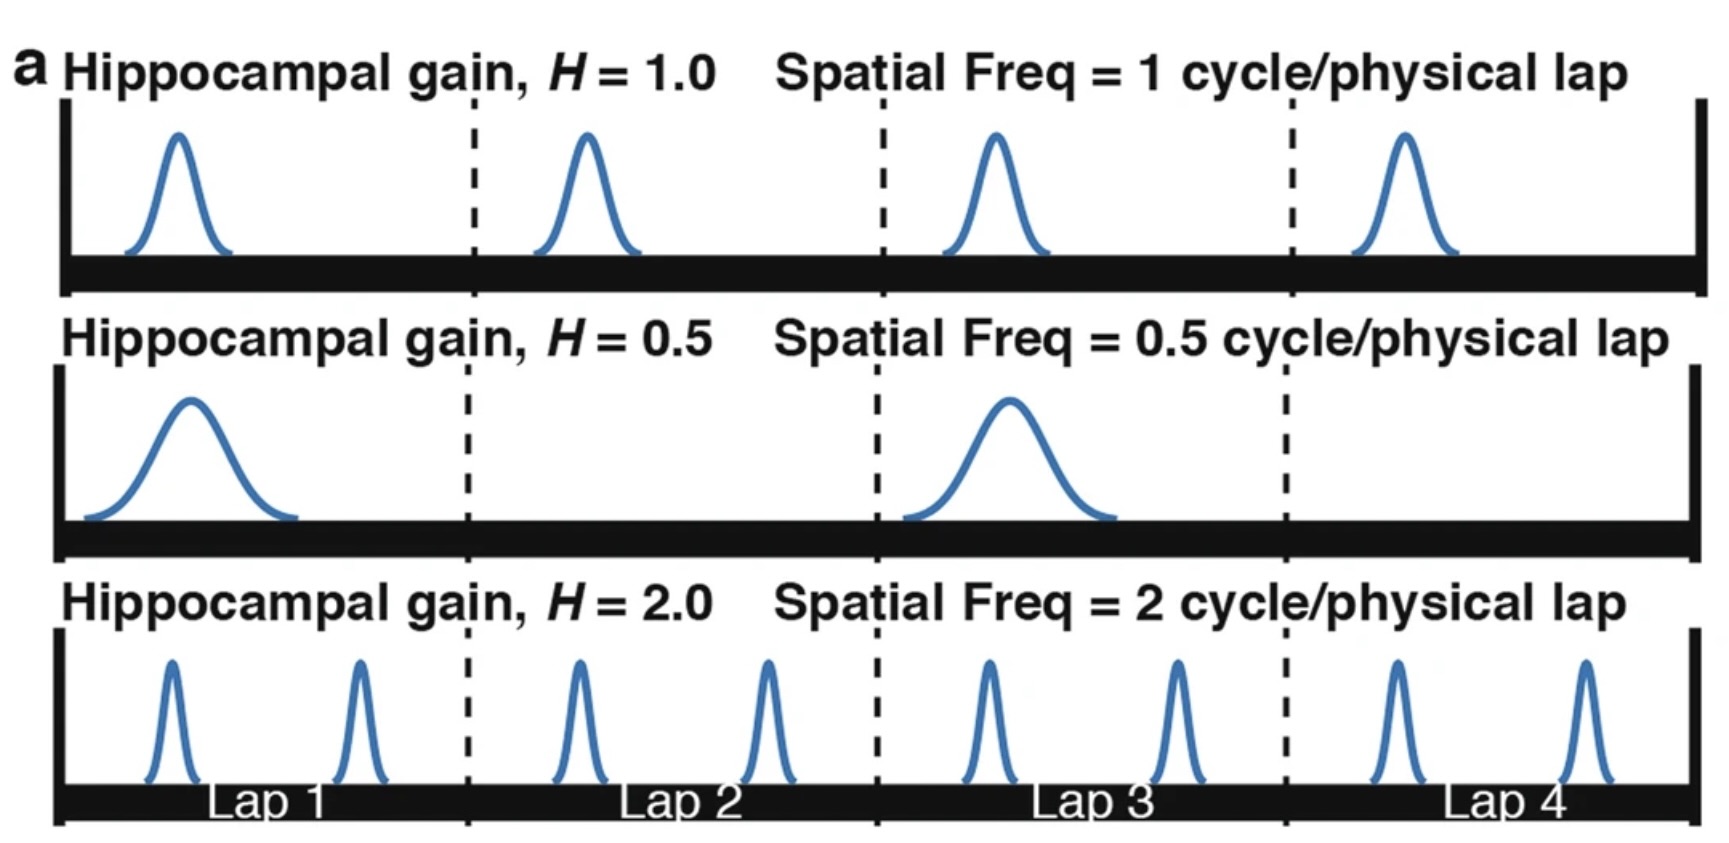 a Hippocampal gain, H = 1.0 Spatial Freq = 1 cycle/physical lap
Hippocampal gain, H = 0.5 Spatial Freq = 0.5 cycle/physical lap
Hippocampal gain, H = 2.0 Spatial Freq = 2 cycle/physical lap
Lap 1 Lap 2 Lap 3 Lap 4